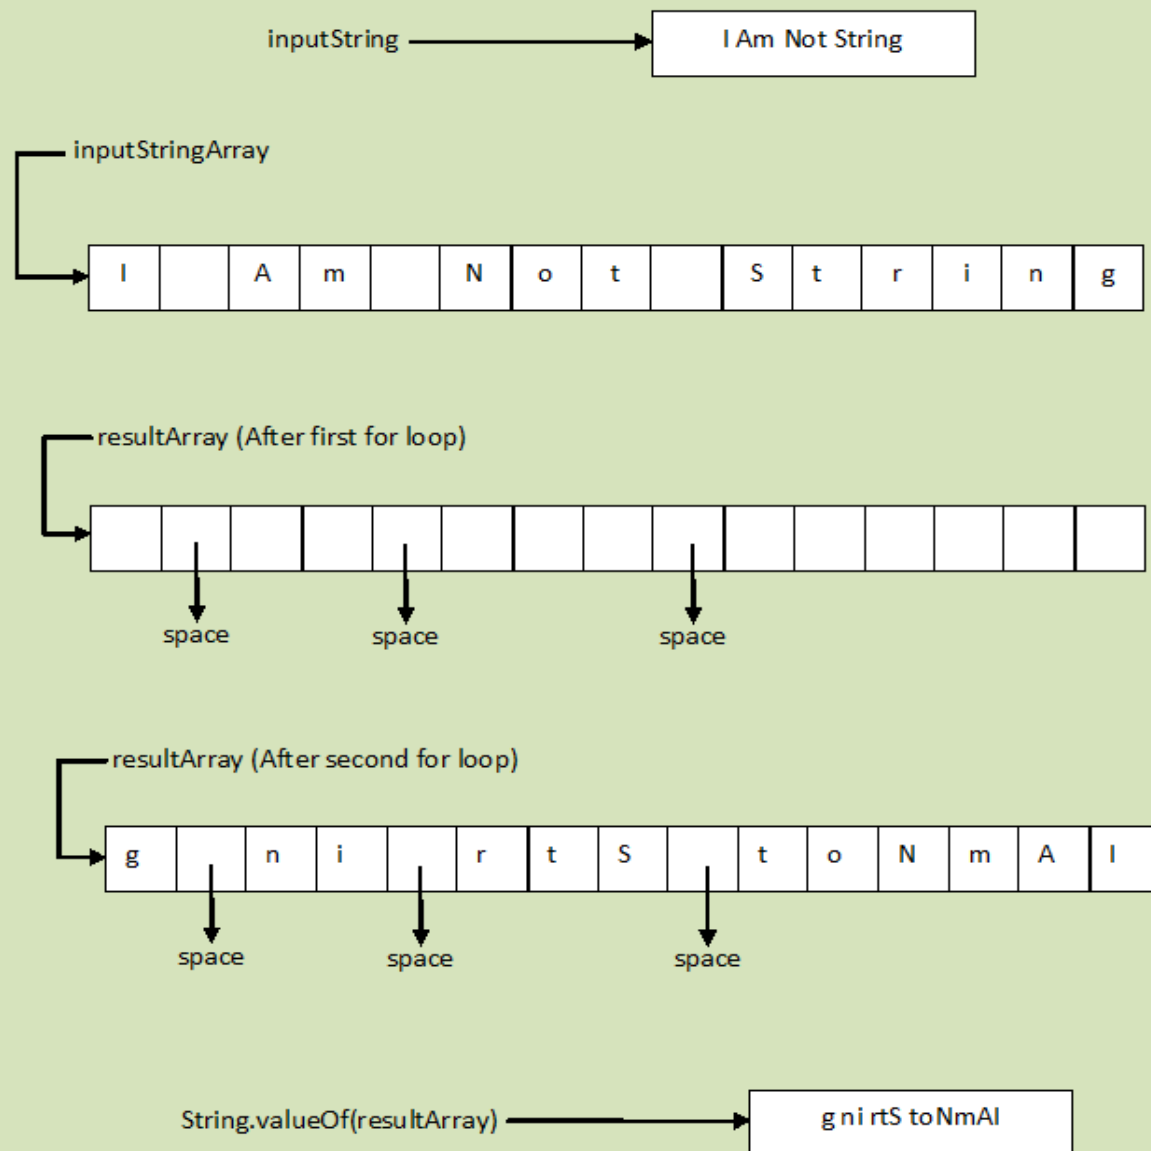 inputString I Am Not String
inputStringArray
I A m N o t S t r i n g
resultArray (After first for loop)
space space space
resultArray (After second for loop)
g n i r t S t o N m A I
space space space
String.valueOf(resultArray) g ni rtS toNmAI